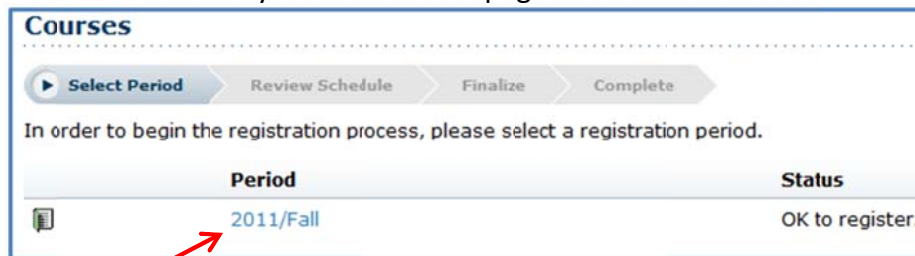 Courses
Select Period Review Schedule Finalize Complete
In order to begin the registration process, please select a registration period.
Period Status
2011/Fall OK to register.